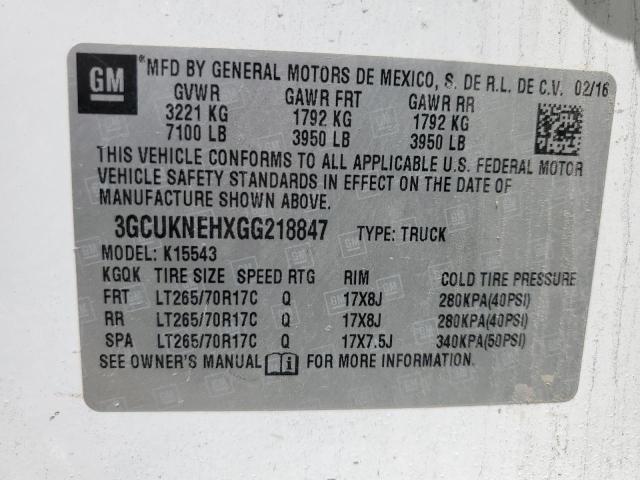 GM
® MFD BY GENERAL MOTORS DE MEXICO, S. DE R.L. DE C.V. 02/16
GVWR GAWR FRT GAWR RR
3221 KG 1792 KG 1792 KG
7100 LB 3950 LB 3950 LB
THIS VEHICLE CONFORMS TO ALL APPLICABLE U.S. FEDERAL MOTOR
VEHICLE SAFETY STANDARDS IN EFFECT ON THE DATE OF
MANUFACTURE SHOWN ABOVE.
3GCUKNEHXGG218847 TYPE: TRUCK
MODEL: K15543
KGQK TIRE SIZE SPEED RTG RIM COLD TIRE PRESSURE
FRT LT265/70R17C Q 17X8J 280KPA(40PSI)
RR LT265/70R17C Q 17X8J 280KPA(40PSI)
SPA LT265/70R17C Q 17X7.5J 340KPA(50PSI)
SEE OWNER'S MANUAL i FOR MORE INFORMATION.